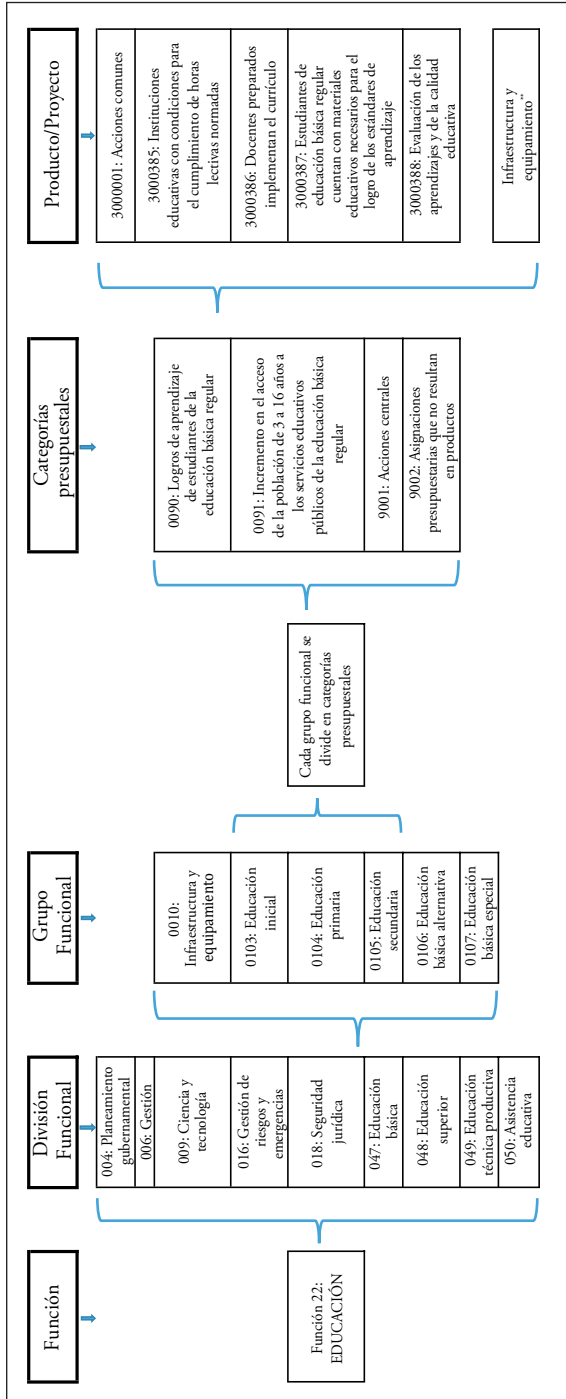 Función
Función 22:
EDUCACIÓN
División
Funcional
004: Planeamiento
gubernamental
006: Gestión
009: Ciencia y
tecnología
016: Gestión de
riesgos y
emergencias
018: Seguridad
jurídica
047: Educación
básica
048: Educación
superior
049: Educación
técnica productiva
050: Asistencia
educativa
Grupo
Funcional
0010:
Infraestructura y
equipamiento
0103: Educación
inicial
0104: Educación
primaria
0105: Educación
secundaria
0106: Educación
básica alternativa
0107: Educación
básica especial
Cada grupo funcional se
divide en categorías
presupuestales
Categorías
presupuestales
0090: Logros de aprendizaje
de estudiantes de la
educación básica regular
0091: Incremento en el acceso
de la población de 3 a 16 años a
los servicios educativos
públicos de la educación básica
regular
9001: Acciones centrales
9002: Asignaciones
presupuestarias que no resultan
en productos
Producto/Proyecto
3000001: Acciones comunes
3000385: Instituciones
educativas con condiciones para
el cumplimiento de horas
lectivas normadas
3000386: Docentes preparados
implementan el currículo
3000387: Estudiantes de
educación básica regular
cuentan con materiales
educativos necesarios para el
logro de los estándares de
aprendizaje
3000388: Evaluación de los
aprendizajes y de la calidad
educativa
Infraestructura y
equipamiento**